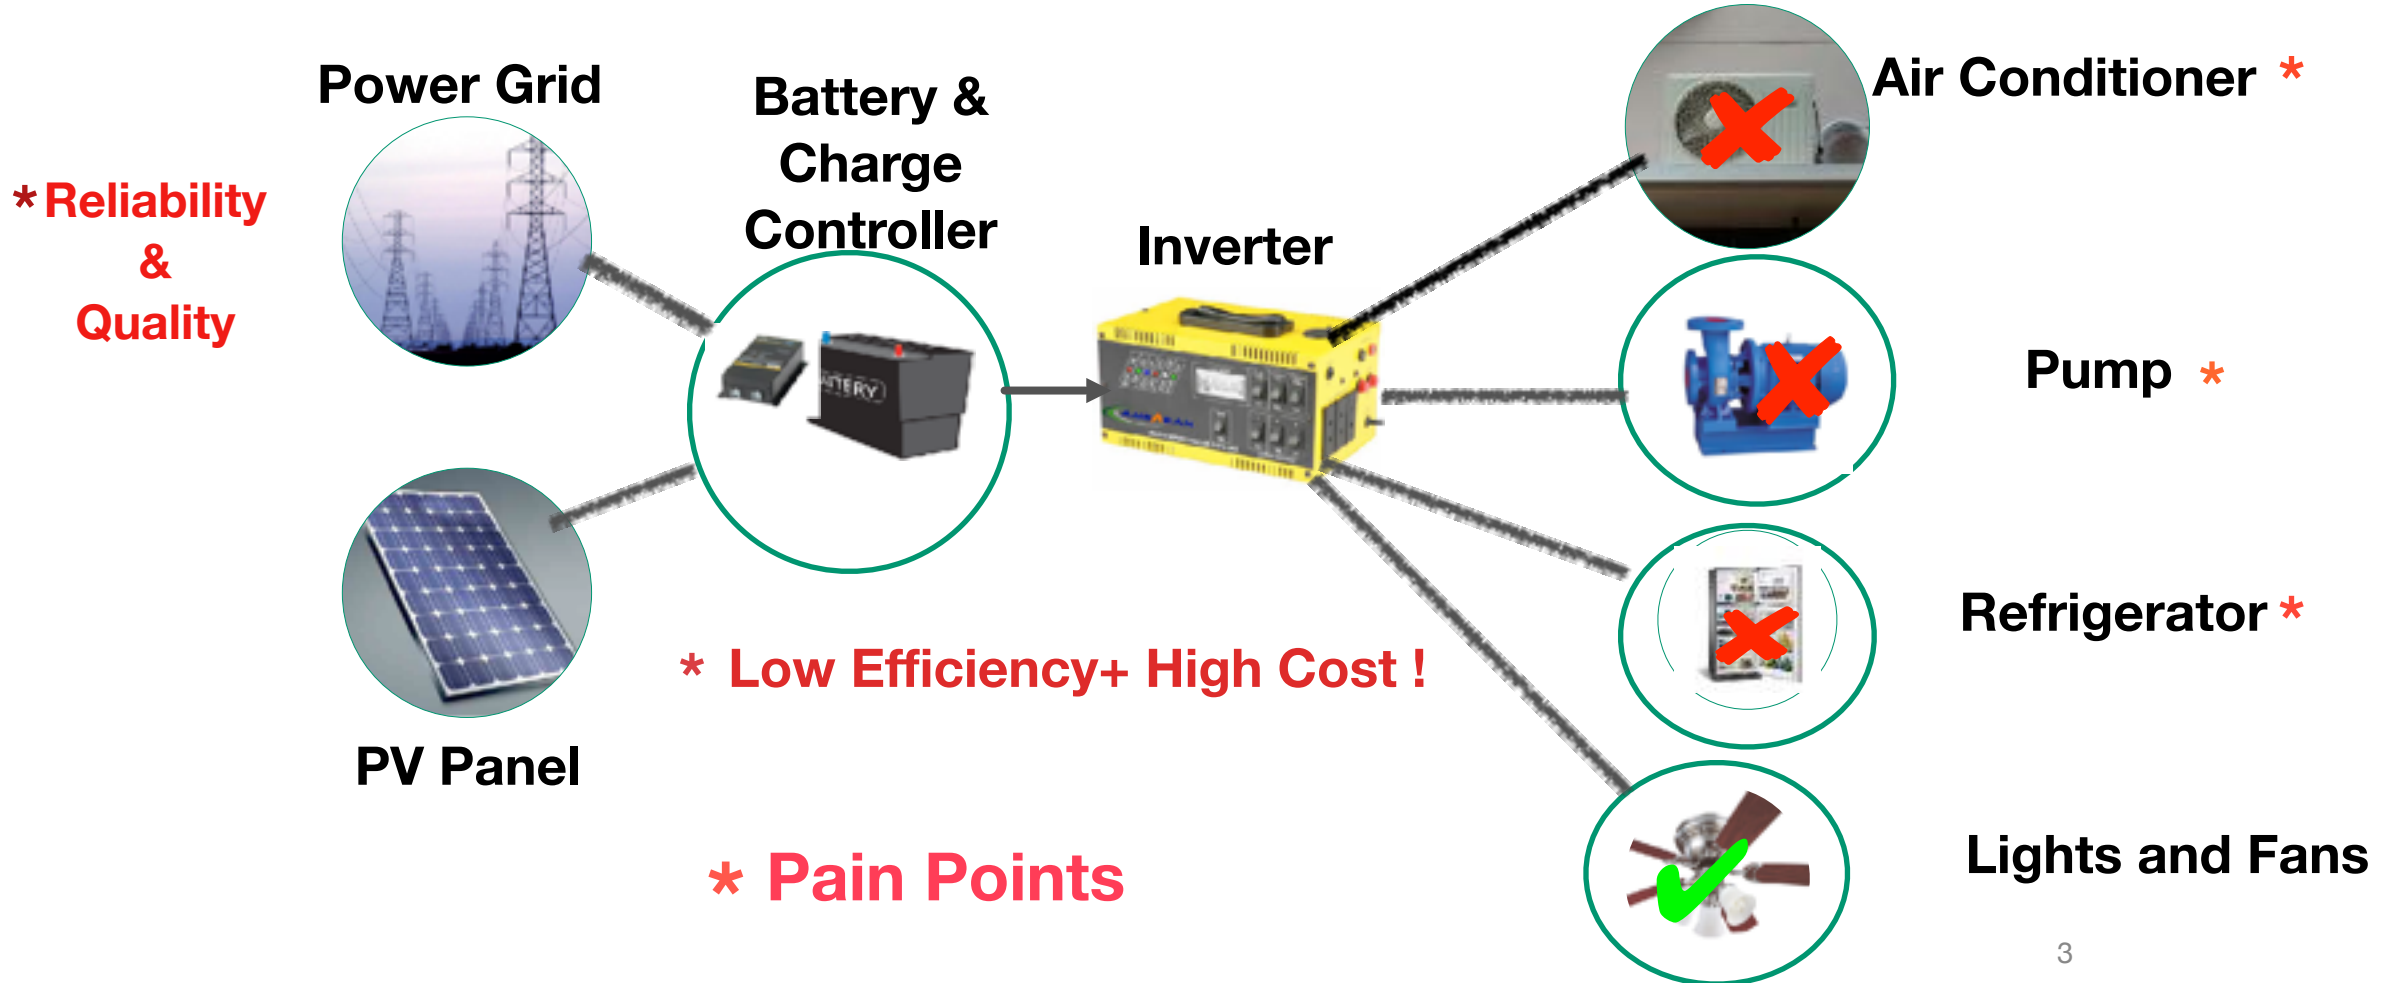 Power Grid
Battery &
Charge
Controller
Inverter
Air Conditioner *
* Reliability
&
Quality
Pump *
Refrigerator *
* Low Efficiency+ High Cost !
PV Panel
Lights and Fans
* Pain Points
3